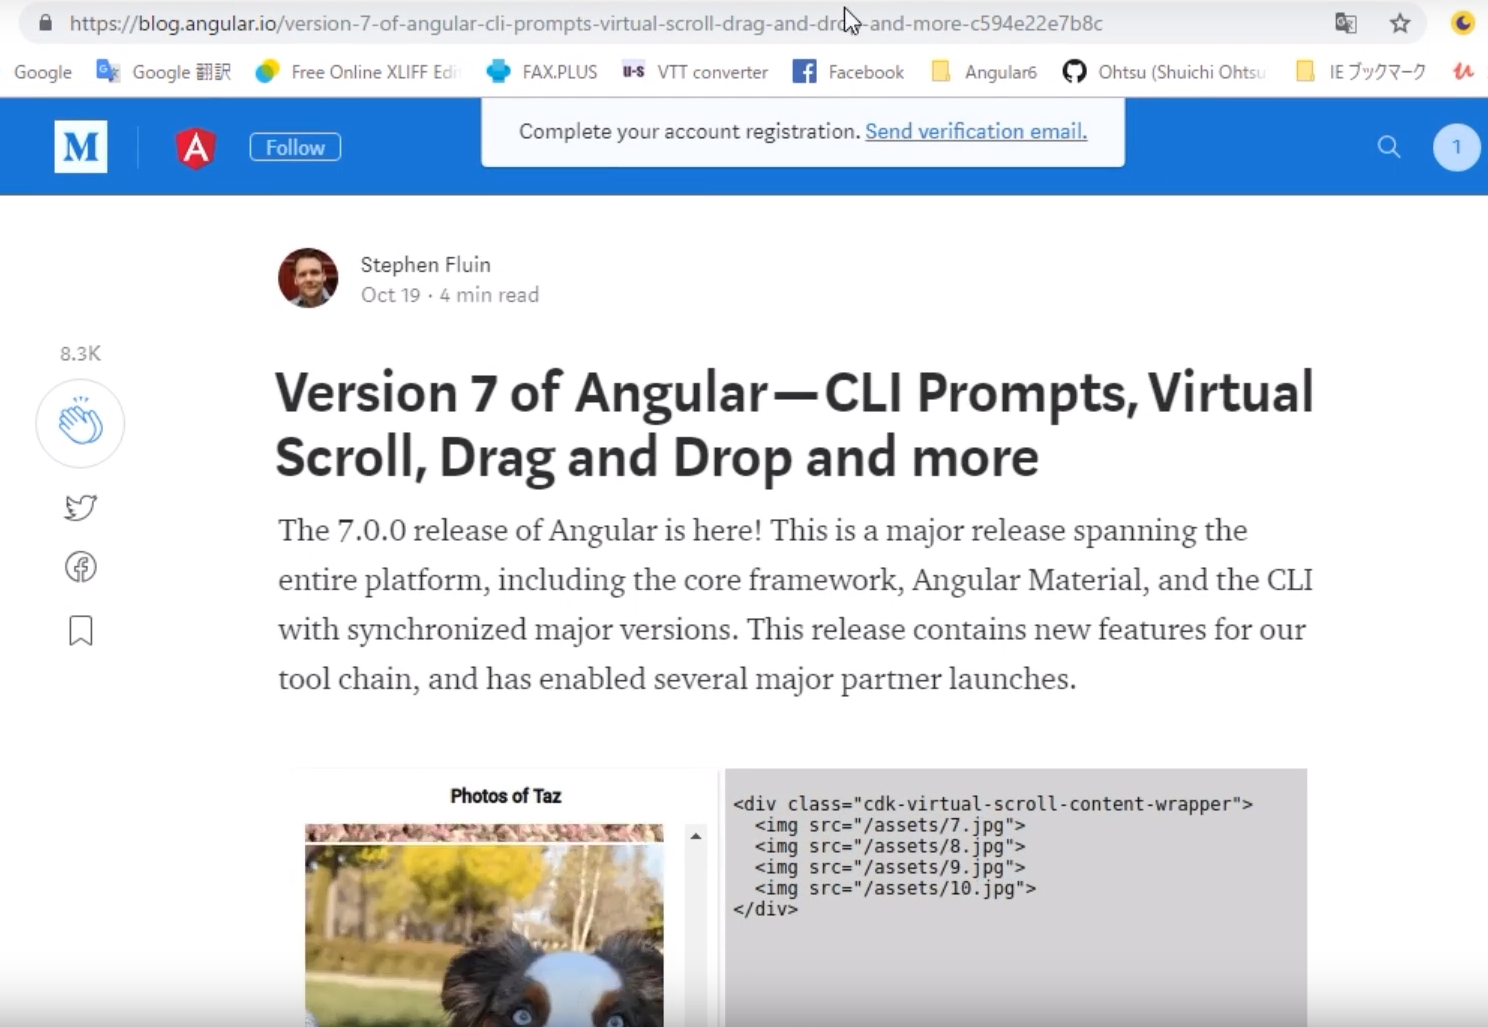 https://blog.angular.io/version-7-of-angular-cli-prompts-virtual-scroll-drag-and-drop-and-more-c594e22e7b8c
Google Google 翻訳 Free Online XLIFF Edi FAX.PLUS U-S VTT converter Facebook Angular6 Ohtsu (Shuichi Ohtsu IE ブックマーク
M A Follow Complete your account registration. Send verification email. 1
Stephen Fluin
Oct 19 · 4 min read
8.3K
Version 7 of Angular — CLI Prompts, Virtual
Scroll, Drag and Drop and more
The 7.0.0 release of Angular is here! This is a major release spanning the
entire platform, including the core framework, Angular Material, and the CLI
with synchronized major versions. This release contains new features for our
tool chain, and has enabled several major partner launches.
Photos of Taz
<div class="cdk-virtual-scroll-content-wrapper">
<img src="/assets/7.jpg">
<img src="/assets/8.jpg">
<img src="/assets/9.jpg">
<img src="/assets/10.jpg">
</div>